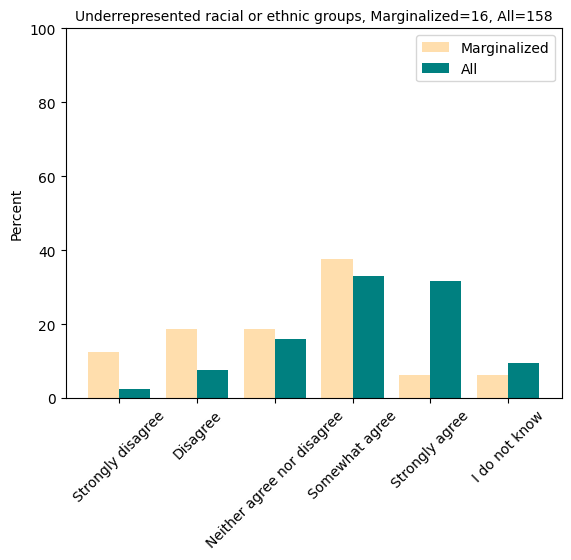 Underrepresented racial or ethnic groups, Marginalized=16, All=158
Marginalized
All
Percent
100
80
60
40
20
0
Strongly disagree
Disagree
Neither agree nor disagree
Somewhat agree
Strongly agree
I do not know